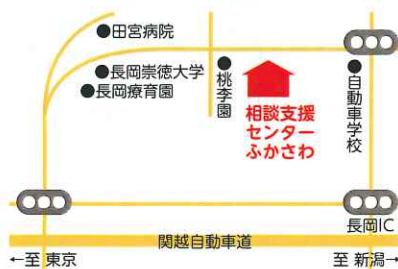 ●田宮病院
●長岡崇徳大学
●長岡療育園
●桃李園
相談支援
センター
ふかさわ
●自動車学校
長岡IC
関越自動車道
←至 東京
至 新潟→